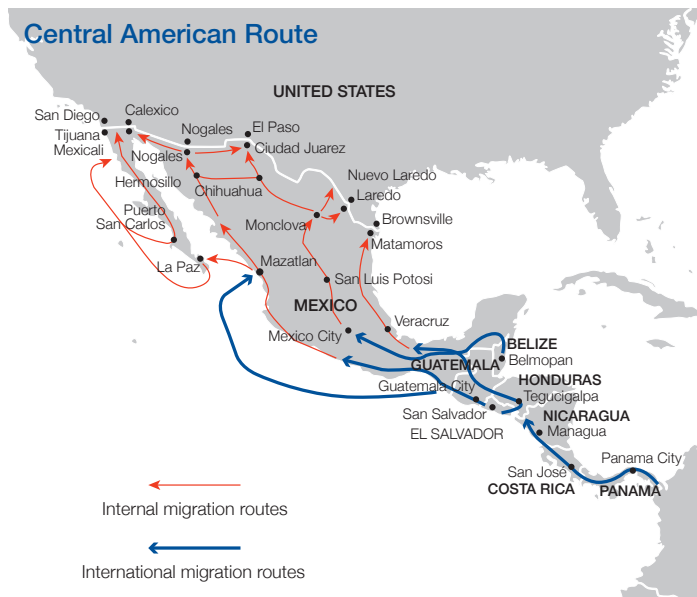 Central American Route
UNITED STATES
San Diego
Calexico
Tijuana
Mexicali
Nogales
El Paso
Nogales
Ciudad Juarez
Hermosillo
Chihuahua
Nuevo Laredo
Laredo
Puerto
San Carlos
Monclova
Brownsville
Matamoros
La Paz
Mazatlan
San Luis Potosi
MEXICO
Mexico City
Veracruz
BELIZE
Belmopan
GUATEMALA
Guatemala City
HONDURAS
Tegucigalpa
San Salvador
NICARAGUA
EL SALVADOR
Managua
Panama City
San José
COSTA RICA
PANAMA
Internal migration routes
International migration routes